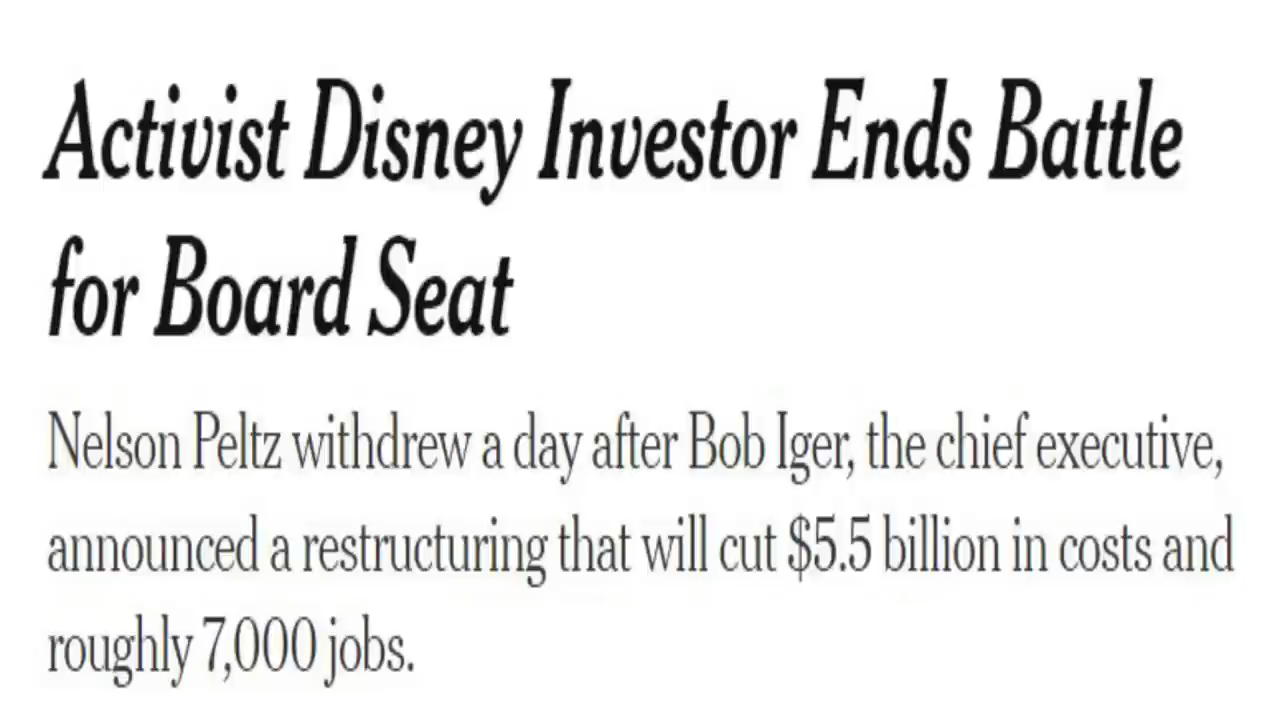 Activist Disney Investor Ends Battle
for Board Seat
Nelson Peltz withdrew a day after Bob Iger, the chief executive,
announced a restructuring that will cut $5.5 billion in costs and
roughly 7,000 jobs.